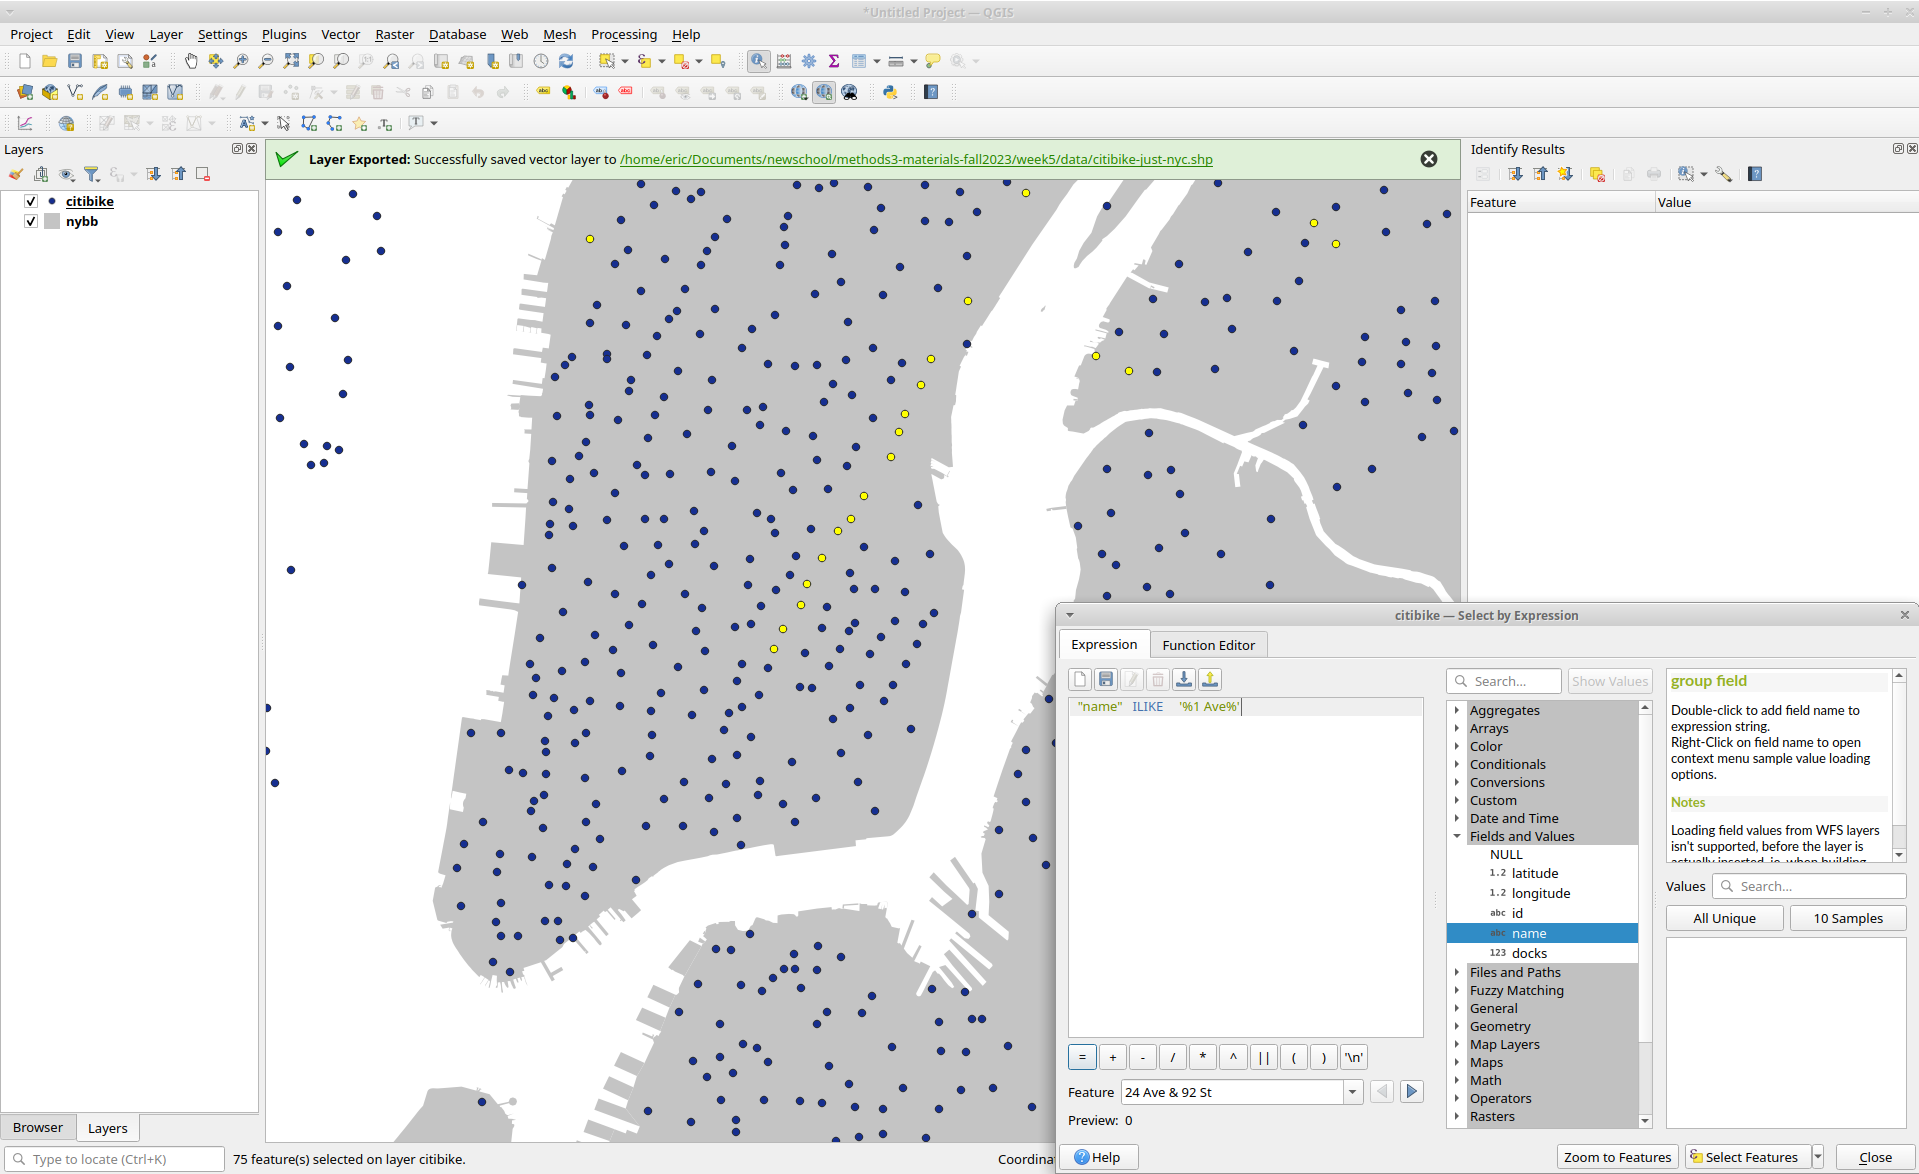 *Untitled Project — QGIS
Project Edit View Layer Settings Plugins Vector Raster Database Web Mesh Processing Help
Layers
citibike
nybb
Layer Exported: Successfully saved vector layer to /home/eric/Documents/newschool/methods3-materials-fall2023/week5/data/citibike-just-nyc.shp
Identify Results
Feature Value
citibike — Select by Expression
Expression Function Editor
"name" ILIKE '%1 Ave%'
Search... Show Values
Aggregates
Arrays
Color
Conditionals
Conversions
Custom
Date and Time
Fields and Values
NULL
1.2 latitude
1.2 longitude
abc id
abc name
123 docks
Files and Paths
Fuzzy Matching
General
Geometry
Map Layers
Maps
Math
Operators
Rasters
group field
Double-click to add field name to
expression string.
Right-Click on field name to open
context menu sample value loading
options.
Notes
Loading field values from WFS layers
isn't supported, before the layer is
actually inserted, ie. when building
Values Search...
All Unique 10 Samples
= + - / * ^ || ( ) '\n'
Feature 24 Ave & 92 St
Preview: 0
Help Zoom to Features Select Features Close
Browser Layers
Type to locate (Ctrl+K) 75 feature(s) selected on layer citibike. Coordina